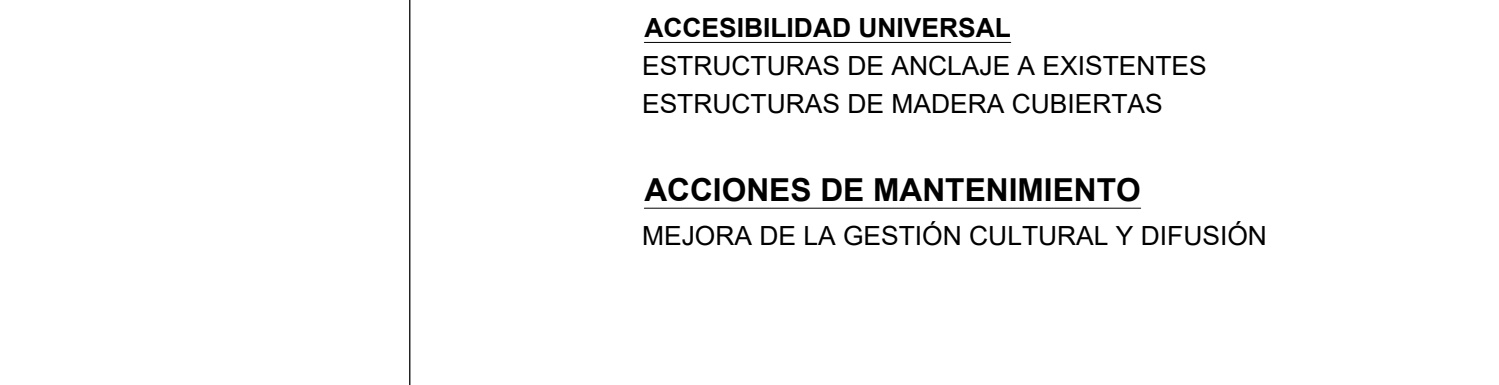 ACCESIBILIDAD UNIVERSAL
ESTRUCTURAS DE ANCLAJE A EXISTENTES
ESTRUCTURAS DE MADERA CUBIERTAS
ACCIONES DE MANTENIMIENTO
MEJORA DE LA GESTIÓN CULTURAL Y DIFUSIÓN